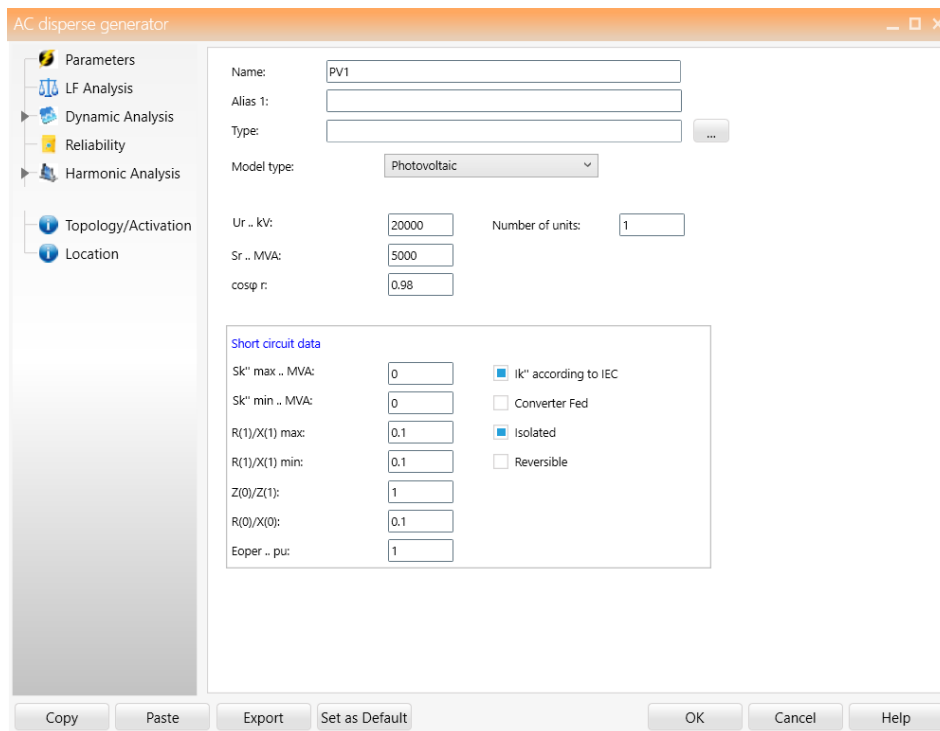 AC disperse generator
Parameters
LF Analysis
Dynamic Analysis
Reliability
Harmonic Analysis
Topology/Activation
Location
Name: PV1
Alias 1:
Type: ...
Model type: Photovoltaic
Ur .. kV: 20000 Number of units: 1
Sr .. MVA: 5000
cosφ r: 0.98
Short circuit data
Sk'' max .. MVA: 0 Ik'' according to IEC
Sk'' min .. MVA: 0 Converter Fed
R(1)/X(1) max: 0.1 Isolated
R(1)/X(1) min: 0.1 Reversible
Z(0)/Z(1): 1
R(0)/X(0): 0.1
Eoper .. pu: 1
Copy Paste Export Set as Default OK Cancel Help